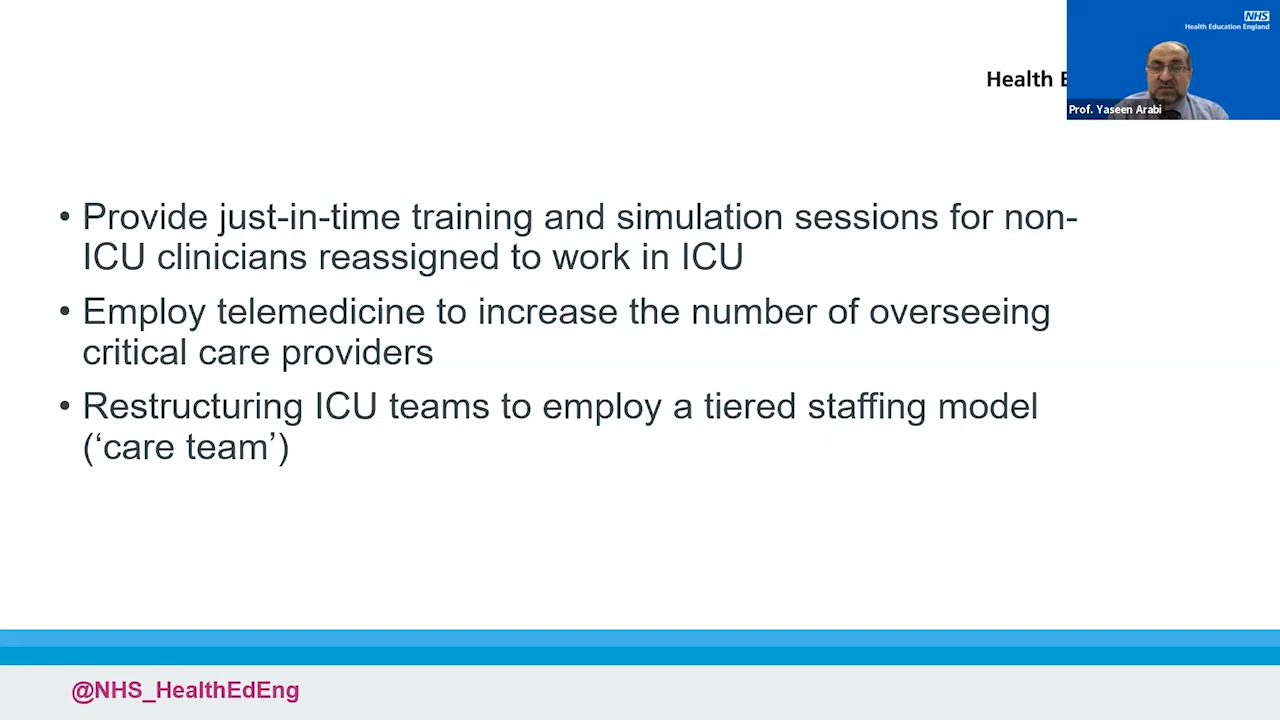 NHS
Health Education England
Health E
Prof. Yaseen Arabi
• Provide just-in-time training and simulation sessions for non-
ICU clinicians reassigned to work in ICU
• Employ telemedicine to increase the number of overseeing
critical care providers
• Restructuring ICU teams to employ a tiered staffing model
(‘care team’)
@NHS_HealthEdEng